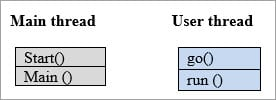 Main thread
User thread
Start()
Main ()
go()
run ()